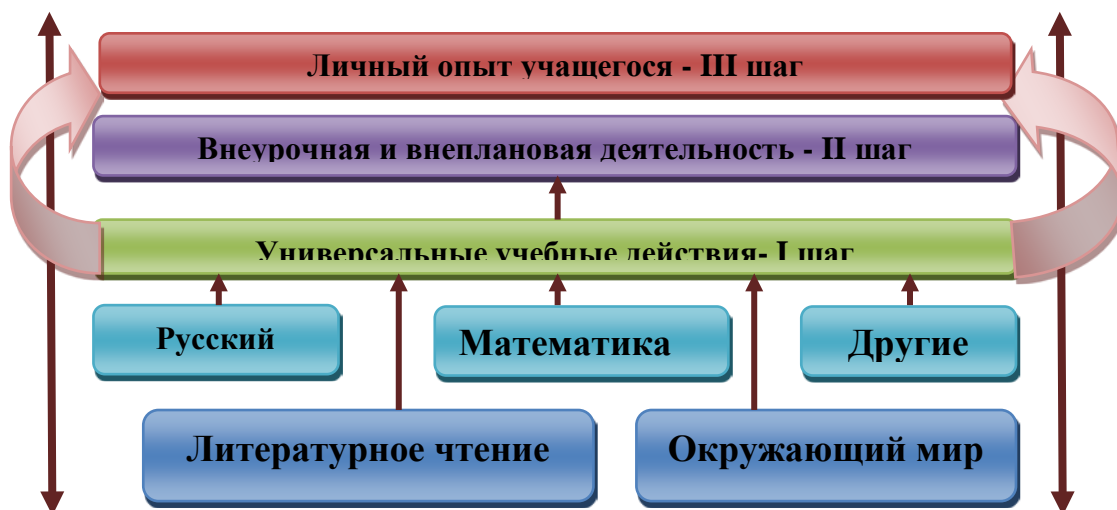 Личный опыт учащегося - III шаг
Внеурочная и внеплановая деятельность - II шаг
Универсальные учебные действия- I шаг
Русский
Математика
Другие
Литературное чтение
Окружающий мир